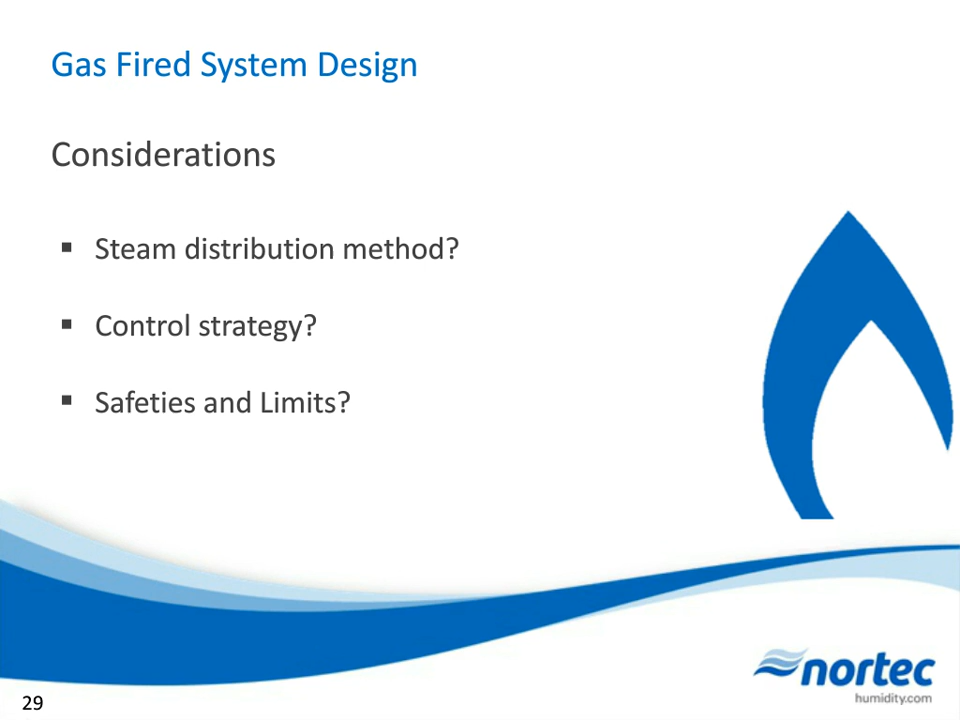 Gas Fired System Design
Considerations
▪ Steam distribution method?
▪ Control strategy?
▪ Safeties and Limits?
nortec
humidity.com
29